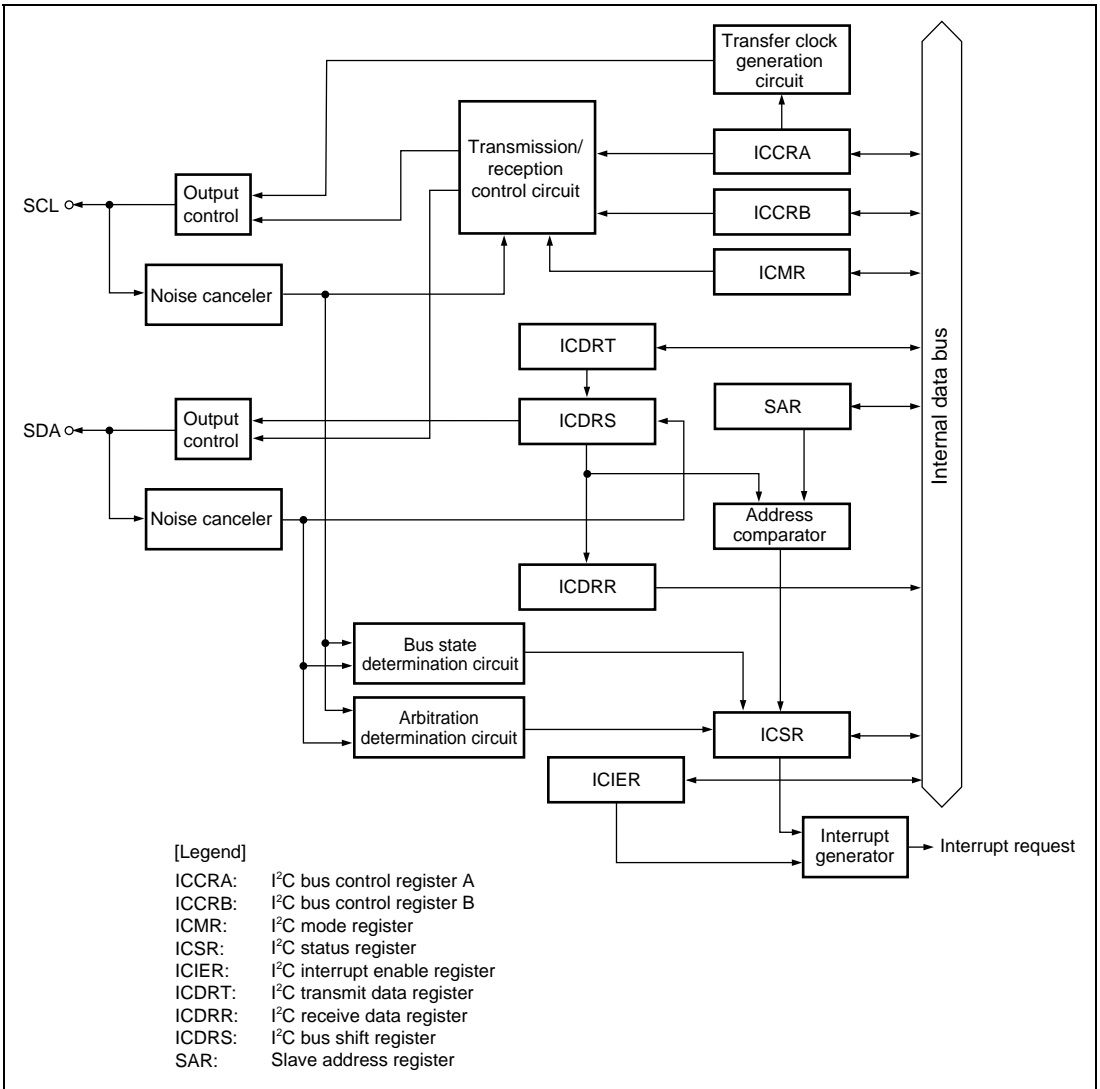 Transfer clock
generation
circuit
Transmission/
reception
control circuit
ICCRA
SCL
Output
control
ICCRB
ICMR
Noise canceler
ICDRT
Internal data bus
SDA
Output
control
ICDRS
SAR
Noise canceler
Address
comparator
ICDRR
Bus state
determination circuit
Arbitration
determination circuit
ICSR
ICIER
Interrupt
generator
Interrupt request
[Legend]
ICCRA: I²C bus control register A
ICCRB: I²C bus control register B
ICMR: I²C mode register
ICSR: I²C status register
ICIER: I²C interrupt enable register
ICDRT: I²C transmit data register
ICDRR: I²C receive data register
ICDRS: I²C bus shift register
SAR: Slave address register